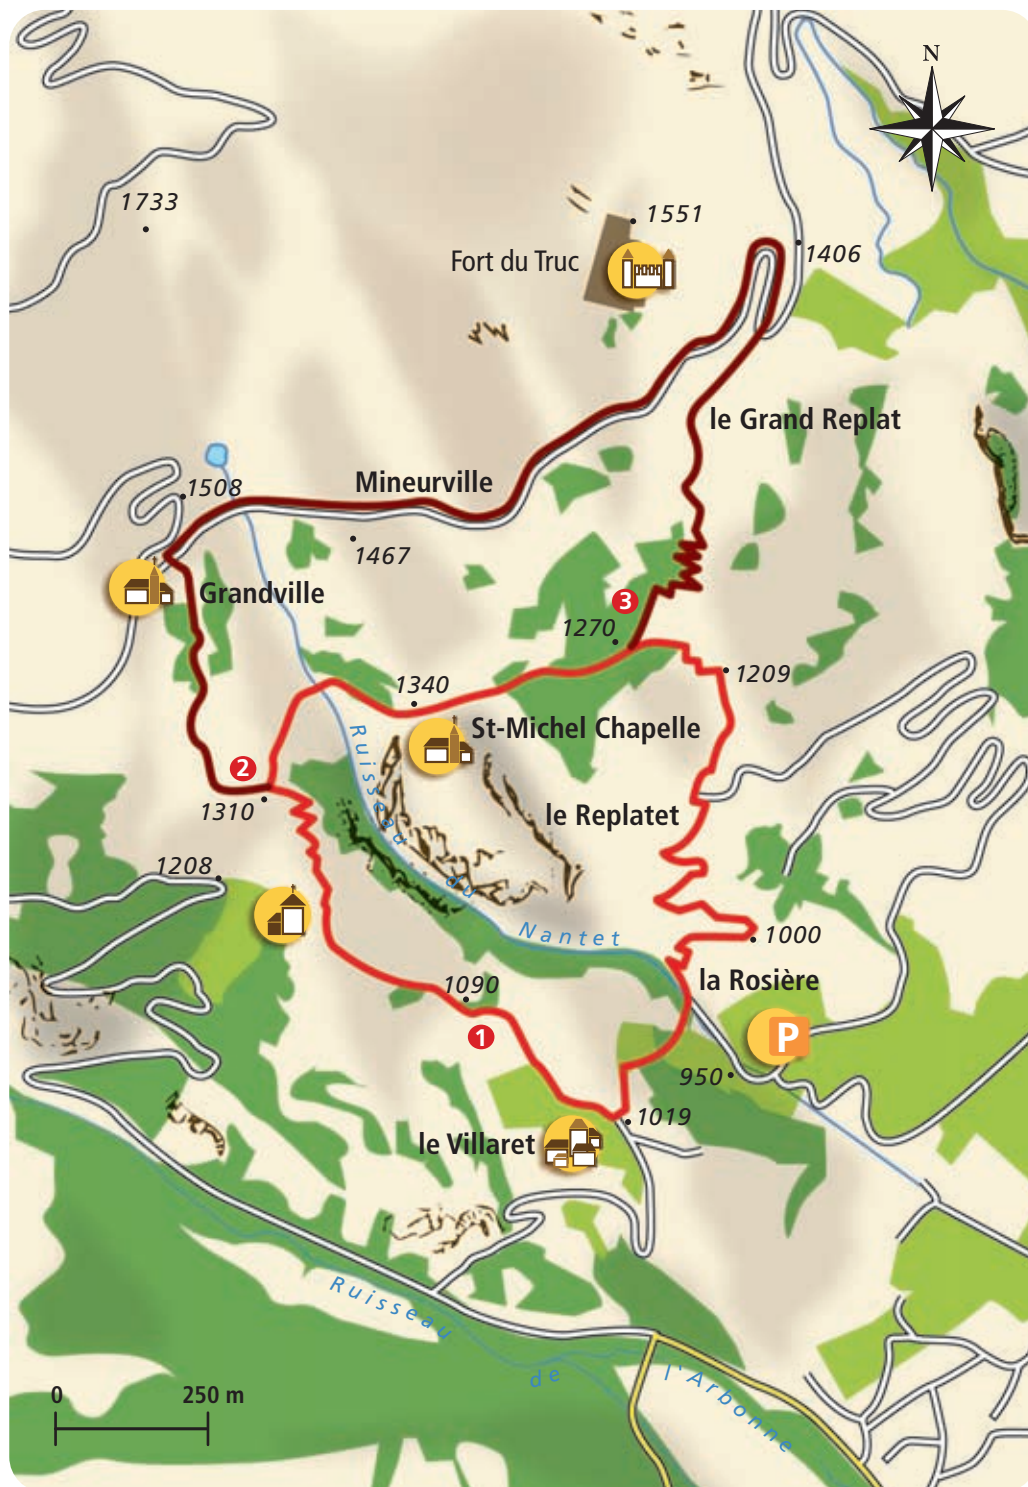 N
1733
1551
Fort du Truc
1406
le Grand Replat
Mineurville
1508
1467
Grandville
3
1270
1209
1340
St-Michel Chapelle
2
1310
le Replatet
1208
Ruisseau du Nantet
1000
la Rosière
1090
1
P
950
1019
le Villaret
Ruisseau de l'Arbonne
0 250 m